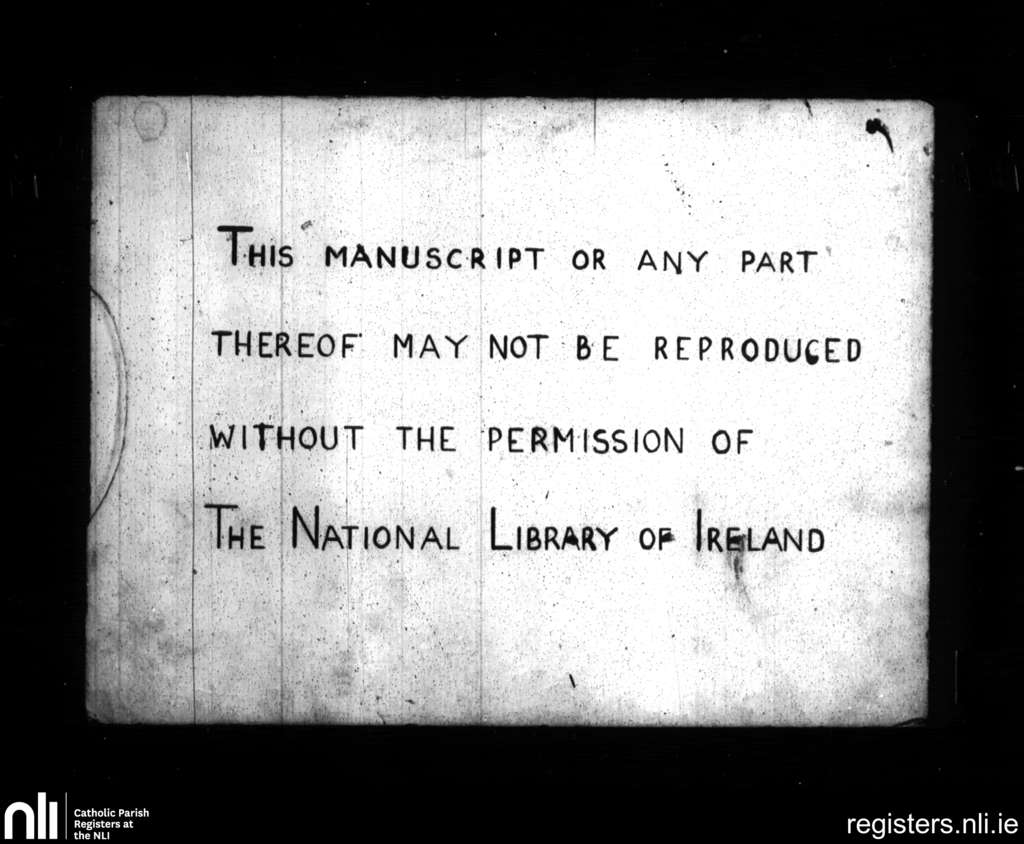 THIS MANUSCRIPT OR ANY PART
THEREOF MAY NOT BE REPRODUCED
WITHOUT THE PERMISSION OF
THE NATIONAL LIBRARY OF IRELAND
nli Catholic Parish
Registers at
the NLI
registers.nli.ie